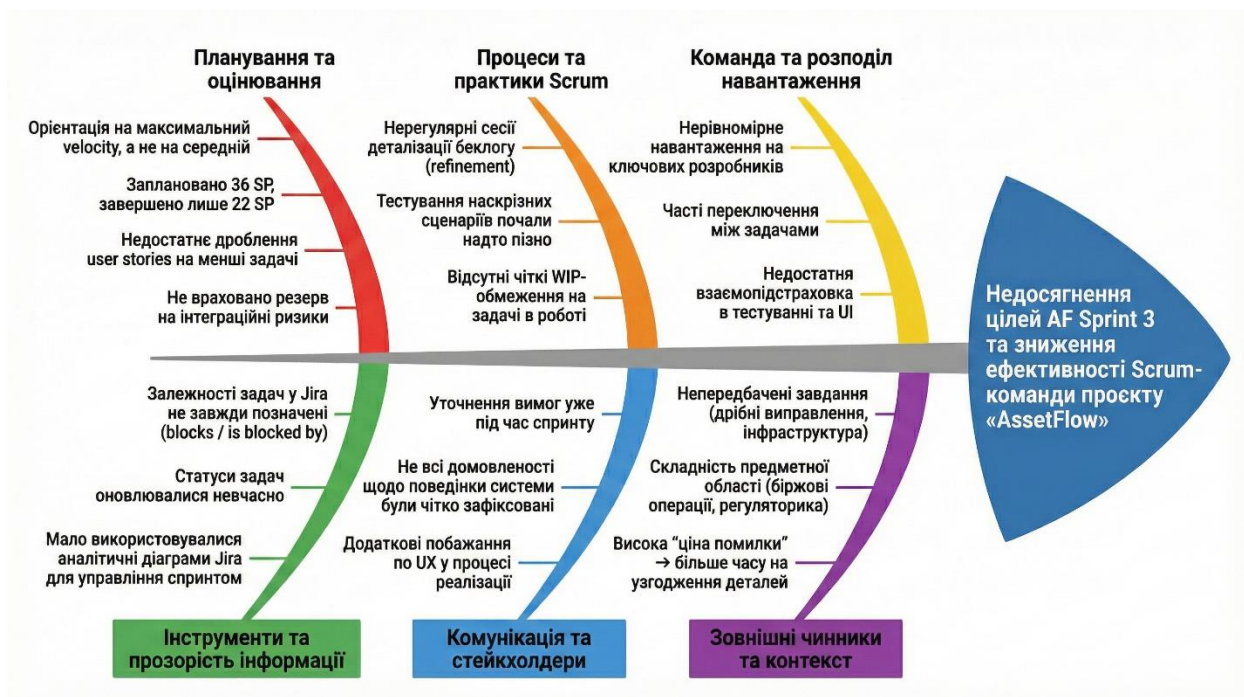 Планування та
оцінювання
Орієнтація на максимальний
velocity, а не на середній
Заплановано 36 SP,
завершено лише 22 SP
Недостатнє дроблення
user stories на менші задачі
Не враховано резерв
на інтеграційні ризики
Процеси та
практики Scrum
Нерегулярні сесії
деталізації беклогу
(refinement)
Тестування наскрізних
сценаріїв почали
надто пізно
Відсутні чіткі WIP-
обмеження на
задачі в роботі
Команда та розподіл
навантаження
Нерівномірне
навантаження на
ключових розробників
Часті переключення
між задачами
Недостатня
взаємопідстраховка
в тестуванні та UI
Недосягнення
цілей AF Sprint 3
та зниження
ефективності Scrum-
команди проєкту
«AssetFlow»
Залежності задач у Jira
не завжди позначені
(blocks / is blocked by)
Статуси задач
оновлювалися невчасно
Мало використовувалися
аналітичні діаграми Jira
для управління спринтом
Інструменти та
прозорість інформації
Уточнення вимог уже
під час спринту
Не всі домовленості
щодо поведінки системи
були чітко зафіксовані
Додаткові побажання
по UX у процесі
реалізації
Комунікація та
стейкхолдери
Непередбачені завдання
(дрібні виправлення,
інфраструктура)
Складність предметної
області (біржові
операції, регуляторика)
Висока “ціна помилки”
→ більше часу на
узгодження деталей
Зовнішні чинники
та контекст